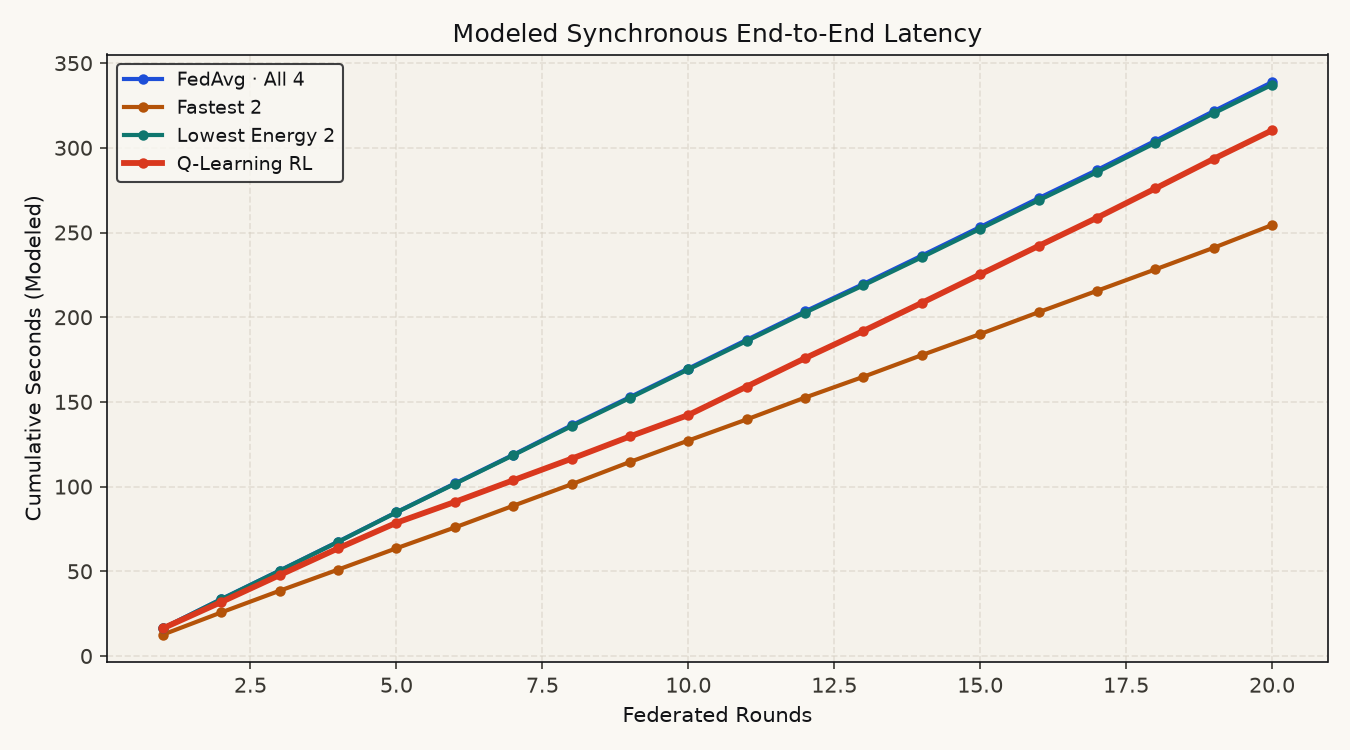 Modeled Synchronous End-to-End Latency
FedAvg · All 4
Fastest 2
Lowest Energy 2
Q-Learning RL
Cumulative Seconds (Modeled)
350
300
250
200
150
100
50
0
2.5 5.0 7.5 10.0 12.5 15.0 17.5 20.0
Federated Rounds